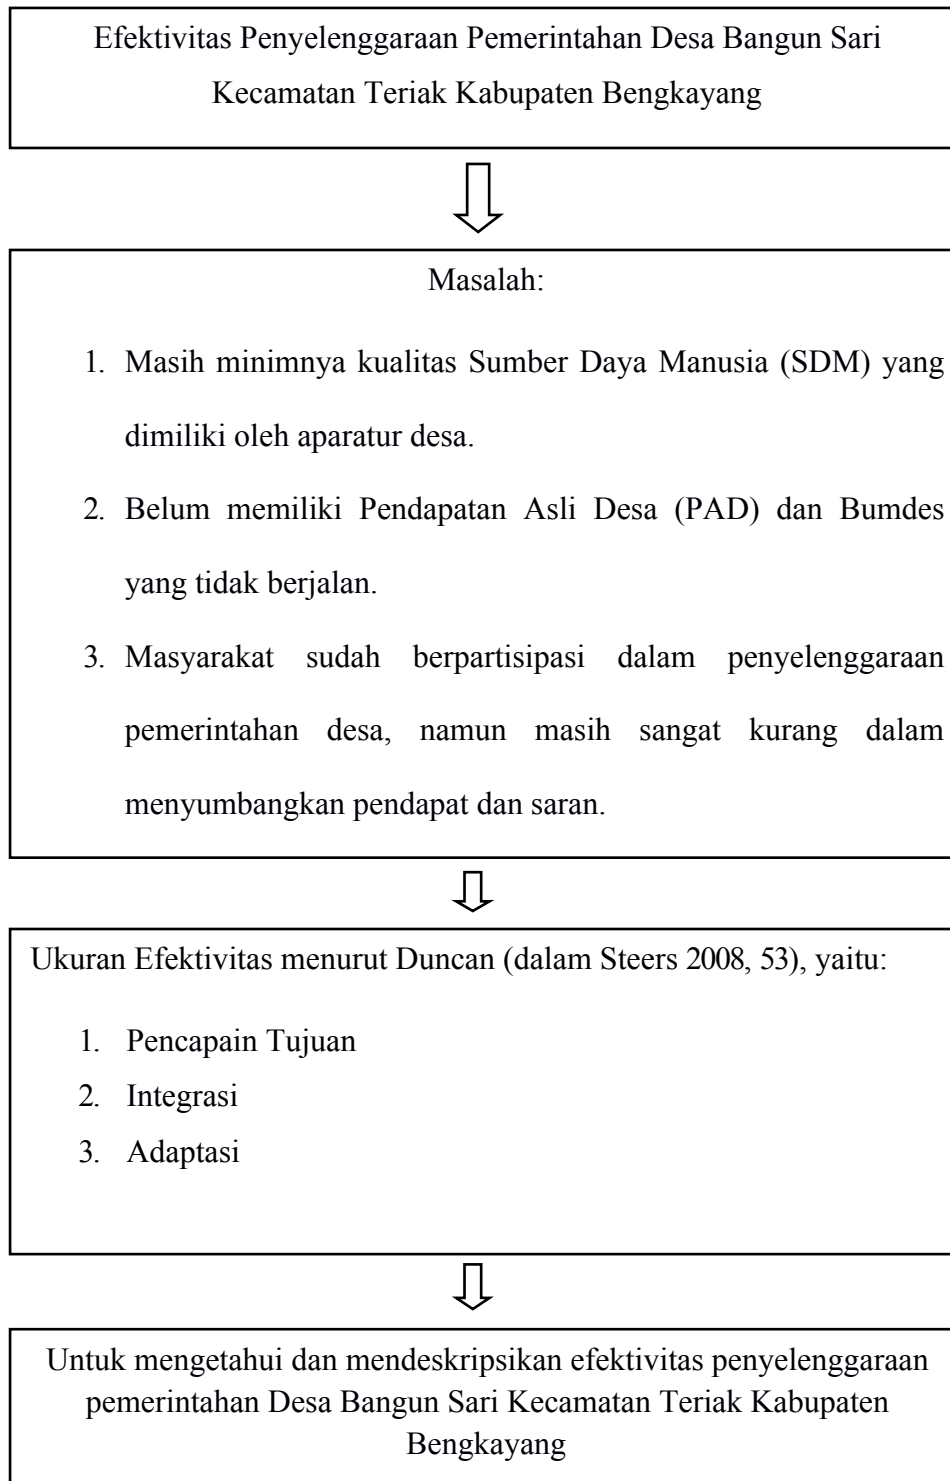 Efektivitas Penyelenggaraan Pemerintahan Desa Bangun Sari
Kecamatan Teriak Kabupaten Bengkayang
Masalah:
1. Masih minimnya kualitas Sumber Daya Manusia (SDM) yang
dimiliki oleh aparatur desa.
2. Belum memiliki Pendapatan Asli Desa (PAD) dan Bumdes
yang tidak berjalan.
3. Masyarakat sudah berpartisipasi dalam penyelenggaraan
pemerintahan desa, namun masih sangat kurang dalam
menyumbangkan pendapat dan saran.
Ukuran Efektivitas menurut Duncan (dalam Steers 2008, 53), yaitu:
1. Pencapain Tujuan
2. Integrasi
3. Adaptasi
Untuk mengetahui dan mendeskripsikan efektivitas penyelenggaraan
pemerintahan Desa Bangun Sari Kecamatan Teriak Kabupaten
Bengkayang